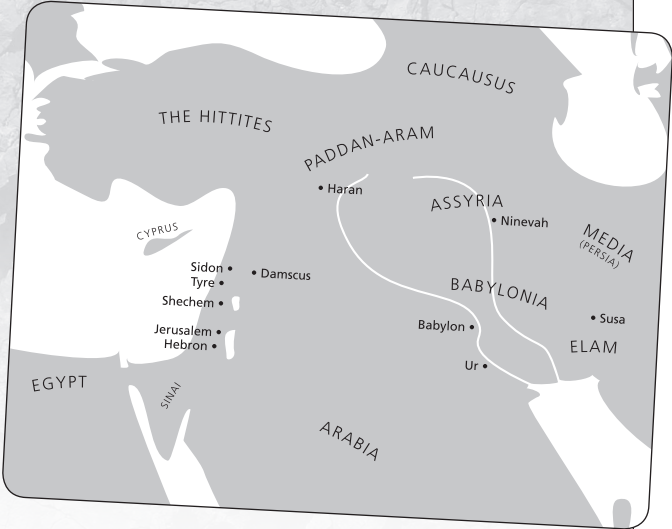 CAUCAUSUS
THE HITTITES
PADDAN-ARAM
Haran
ASSYRIA
Ninevah
MEDIA
(PERSIA)
CYPRUS
Sidon
Damscus
Tyre
Shechem
BABYLONIA
Jerusalem
Babylon
Susa
Hebron
ELAM
Ur
EGYPT
SINAI
ARABIA